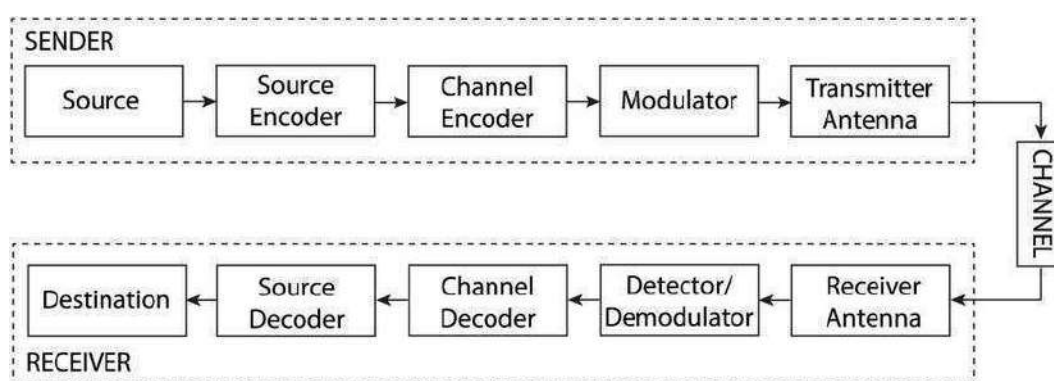 SENDER
Source
Source
Encoder
Channel
Encoder
Modulator
Transmitter
Antenna
CHANNEL
Destination
Source
Decoder
Channel
Decoder
Detector/
Demodulator
Receiver
Antenna
RECEIVER